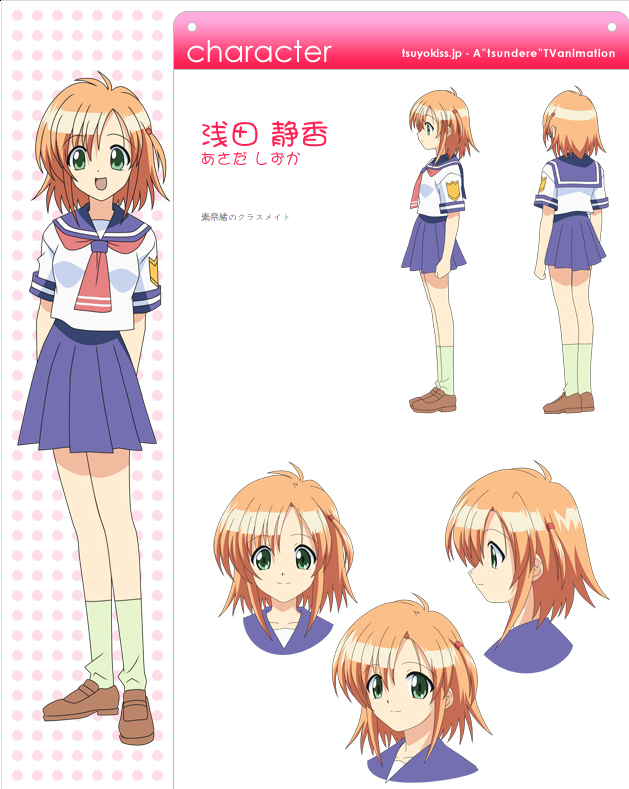 character
tsuyokiss.jp - A"tsundere"TVanimation
浅田 静香
あさだ しずか
素奈緒のクラスメイト